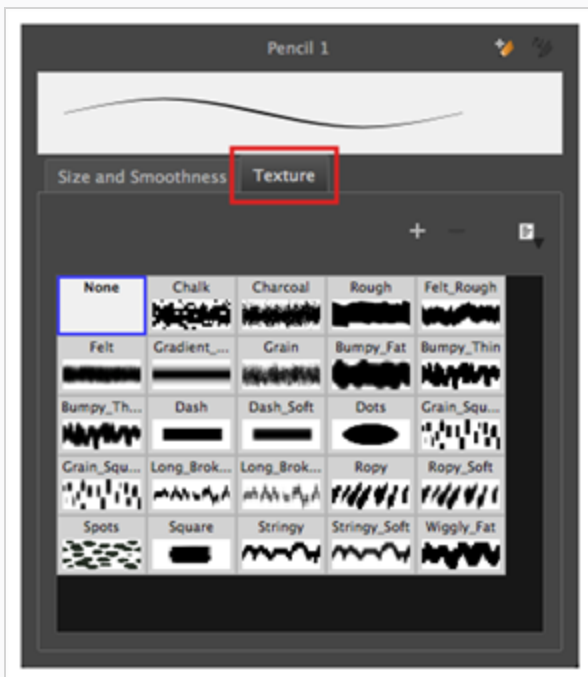 Pencil 1
Size and Smoothness Texture
None Chalk Charcoal Rough Felt_Rough
Felt Gradient_... Grain Bumpy_Fat Bumpy_Thin
Bumpy_Th... Dash Dash_Soft Dots Grain_Squ...
Grain_Squ... Long_Brok... Long_Brok... Ropy Ropy_Soft
Spots Square Stringy Stringy_Soft Wiggly_Fat